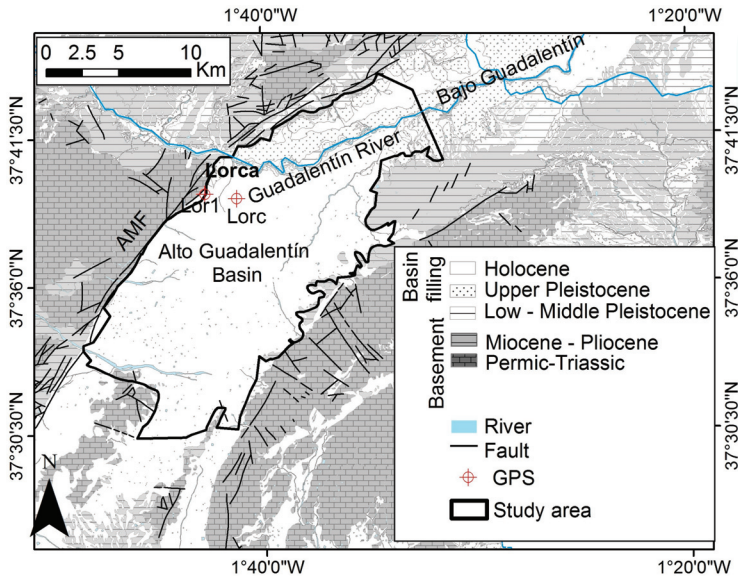 1°40'0"W
1°20'0"W
0 2.5 5 10
Km
Bajo Guadalentín
37°41'30"N
37°41'30"N
Lorca
Guadalentín River
Lor1
Lorc
AMF
Alto Guadalentín
Basin
37°36'0"N
37°36'0"N
Basin
filling
Holocene
Upper Pleistocene
Low - Middle Pleistocene
Basement
Miocene - Pliocene
Permic-Triassic
River
Fault
GPS
Study area
37°30'30"N
37°30'30"N
N
1°40'0"W
1°20'0"W